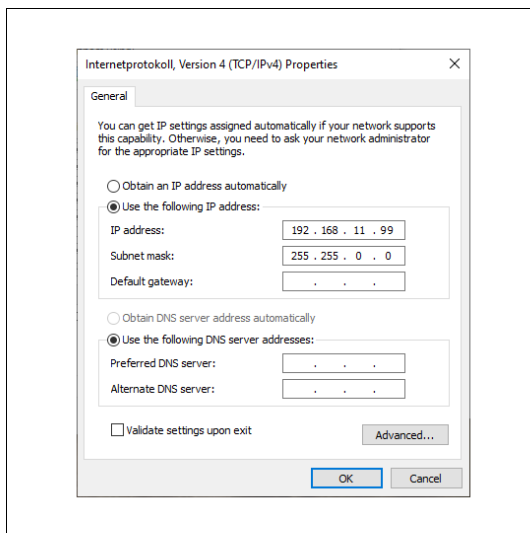 Internetprotokoll, Version 4 (TCP/IPv4) Properties
General
You can get IP settings assigned automatically if your network supports
this capability. Otherwise, you need to ask your network administrator
for the appropriate IP settings.
Obtain an IP address automatically
Use the following IP address:
IP address: 192 . 168 . 11 . 99
Subnet mask: 255 . 255 . 0 . 0
Default gateway: . . .
Obtain DNS server address automatically
Use the following DNS server addresses:
Preferred DNS server: . . .
Alternate DNS server: . . .
Validate settings upon exit
Advanced...
OK Cancel